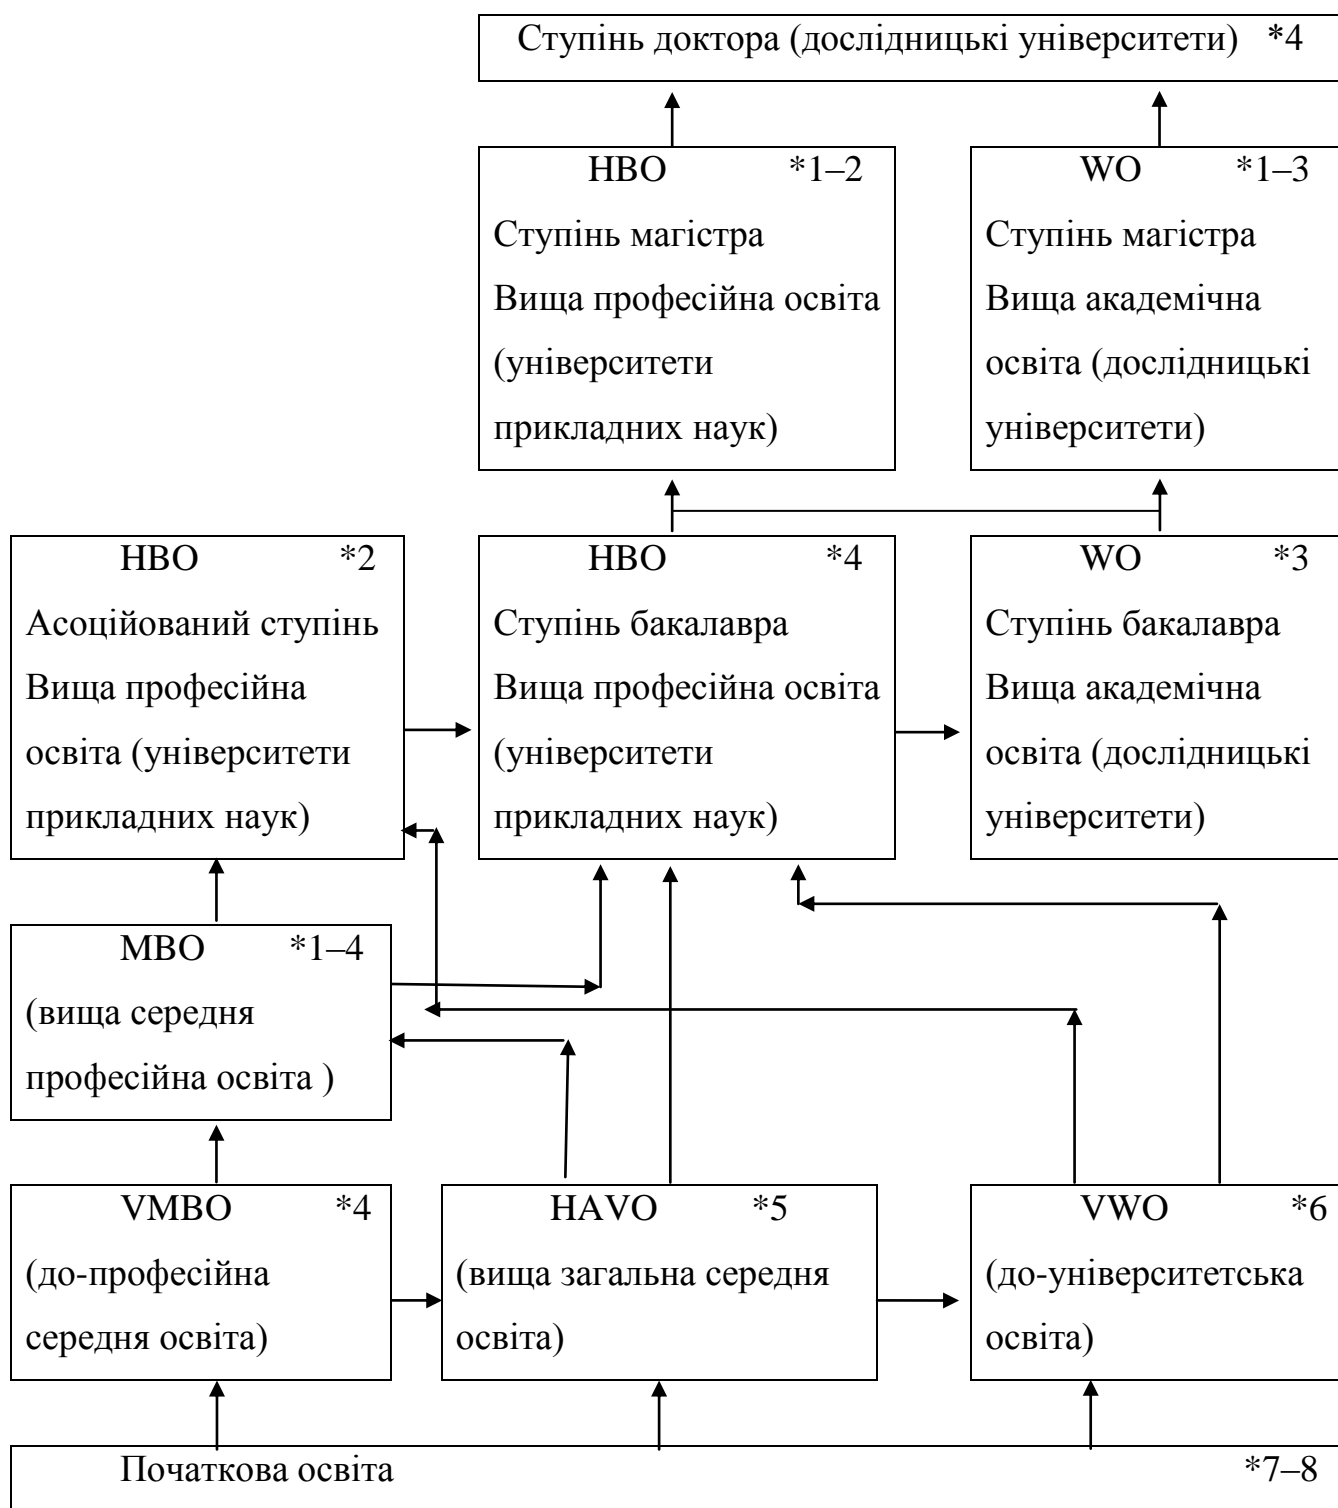 Ступінь доктора (дослідницькі університети) *4
HBO *1–2
Ступінь магістра
Вища професійна освіта
(університети
прикладних наук)
WO *1–3
Ступінь магістра
Вища академічна
освіта (дослідницькі
університети)
HBO *2
Асоційований ступінь
Вища професійна
освіта (університети
прикладних наук)
HBO *4
Ступінь бакалавра
Вища професійна освіта
(університети
прикладних наук)
WO *3
Ступінь бакалавра
Вища академічна
освіта (дослідницькі
університети)
MBO *1–4
(вища середня
професійна освіта )
VMBO *4
(до-професійна
середня освіта)
HAVO *5
(вища загальна середня
освіта)
VWO *6
(до-університетська
освіта)
Початкова освіта *7–8